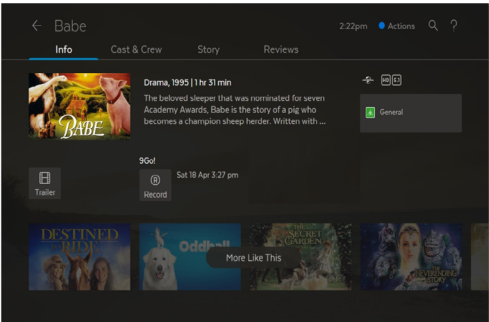 ← Babe
2:22pm Actions ?
Info Cast & Crew Story Reviews
Drama, 1995 | 1 hr 31 min
The beloved sleeper that was nominated for seven
Academy Awards, Babe is the story of a pig who
becomes a champion sheep herder. Written with ...
BABE
HD
G General
9Go!
Trailer
R
Record
Sat 18 Apr 3:27 pm
DESTINED
RIDE
Oddball
THE
SECRET
GARDEN
NEVERENDING
STORY
More Like This